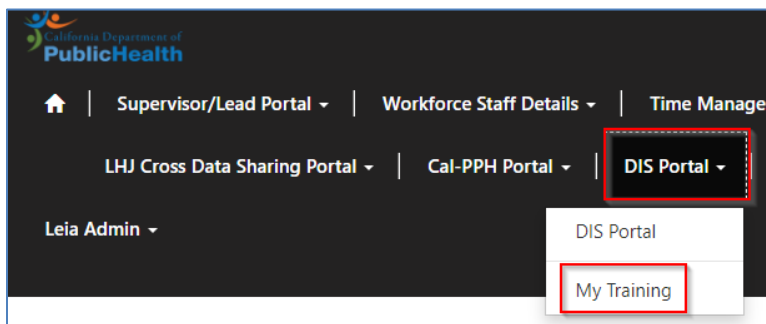 California Department of
PublicHealth
Supervisor/Lead Portal
Workforce Staff Details
Time Manage
LHJ Cross Data Sharing Portal
Cal-PPH Portal
DIS Portal
Leia Admin
DIS Portal
My Training